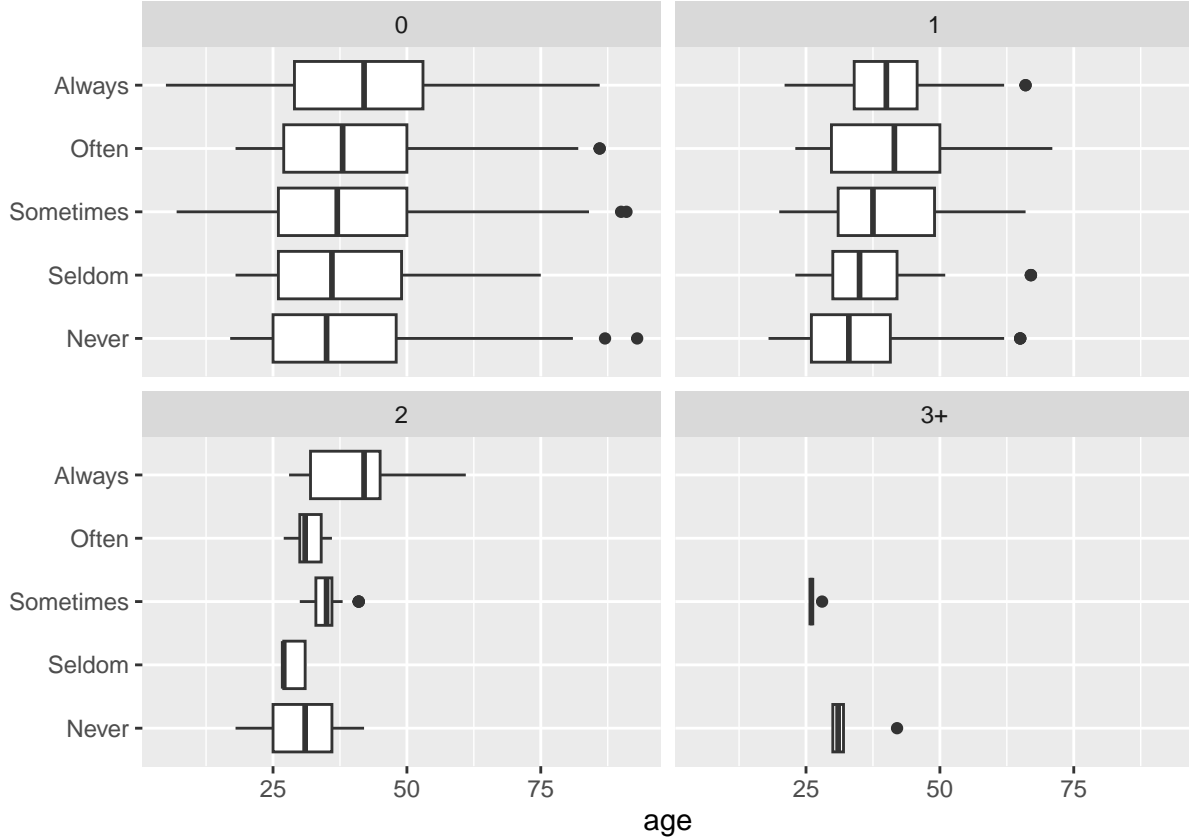 0
1
Always
Often
Sometimes
Seldom
Never
2
3+
Always
Often
Sometimes
Seldom
Never
25 50 75 25 50 75
age